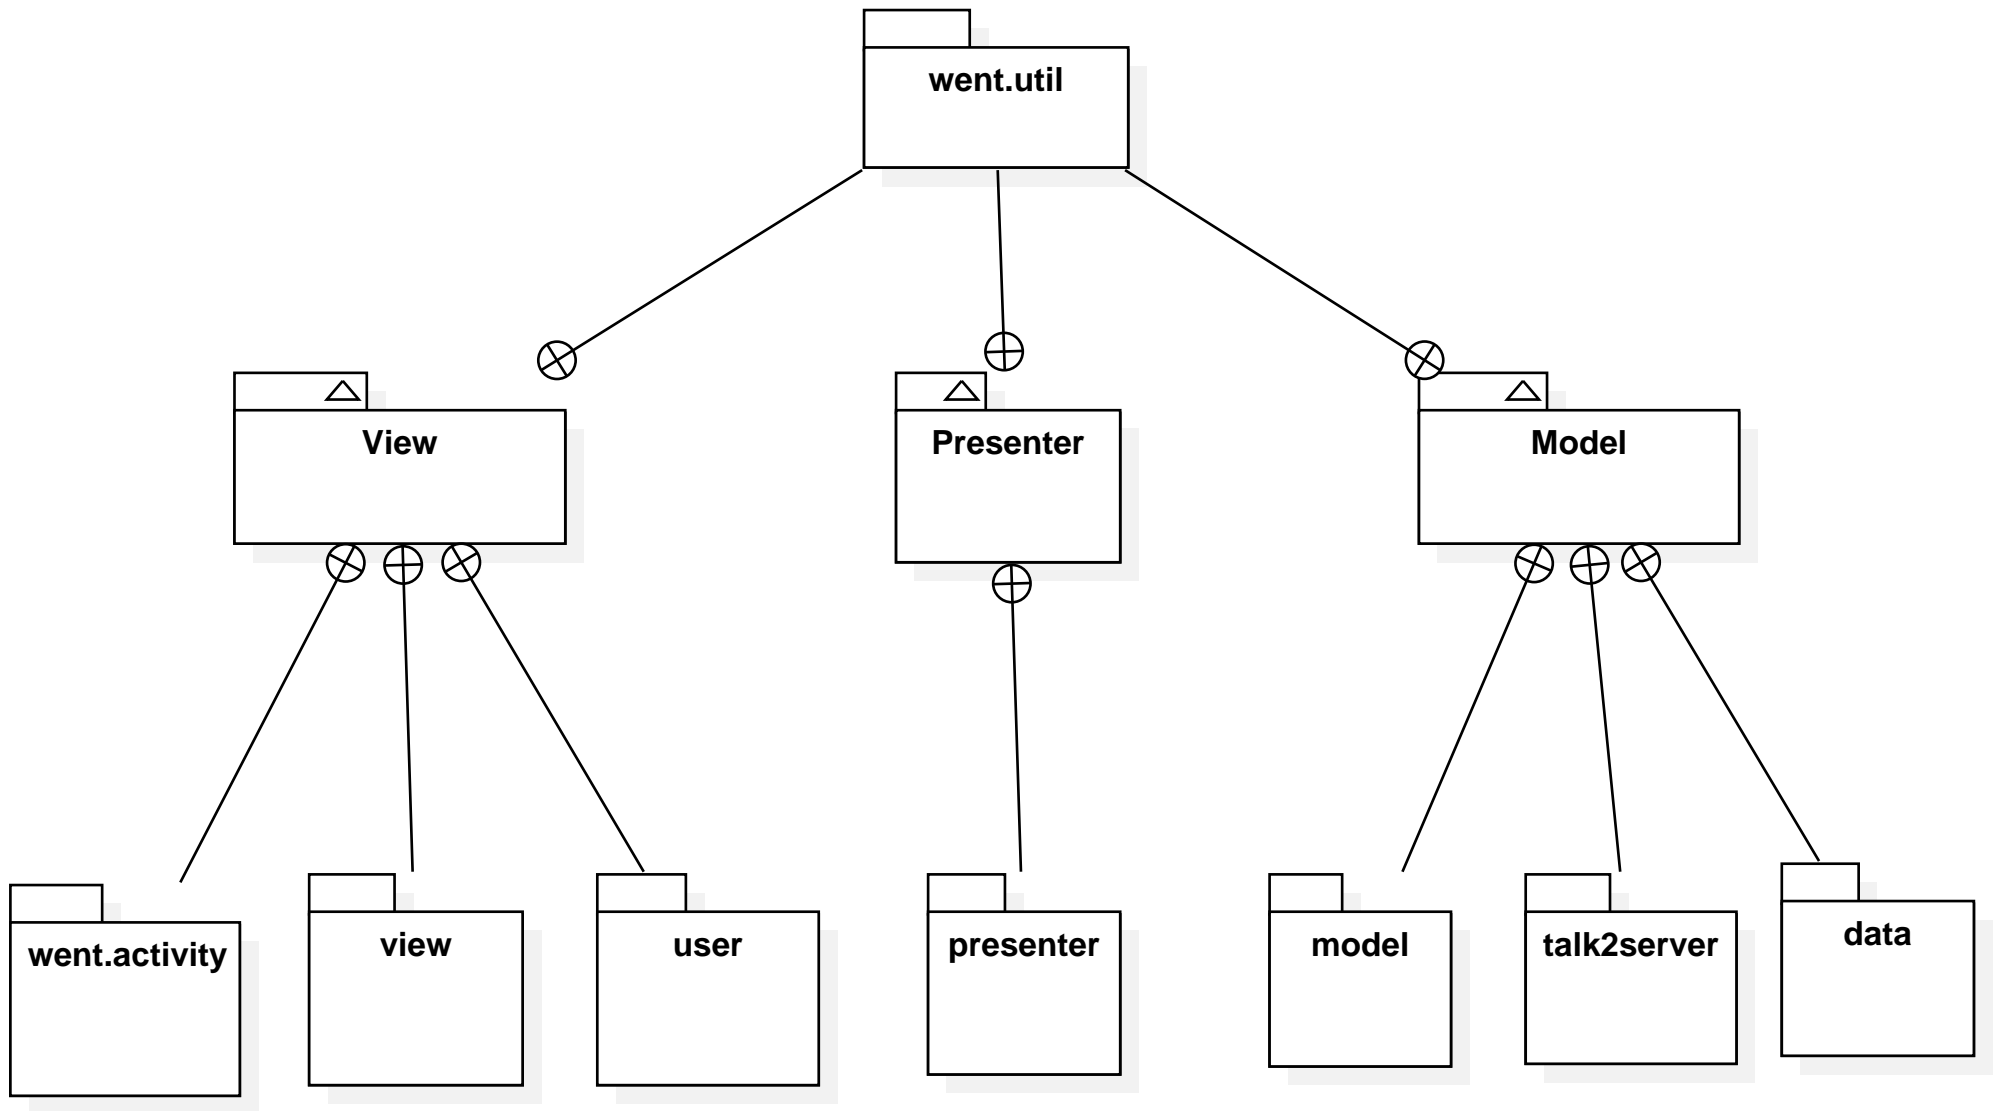 went.util
View
Presenter
Model
went.activity
view
user
presenter
model
talk2server
data